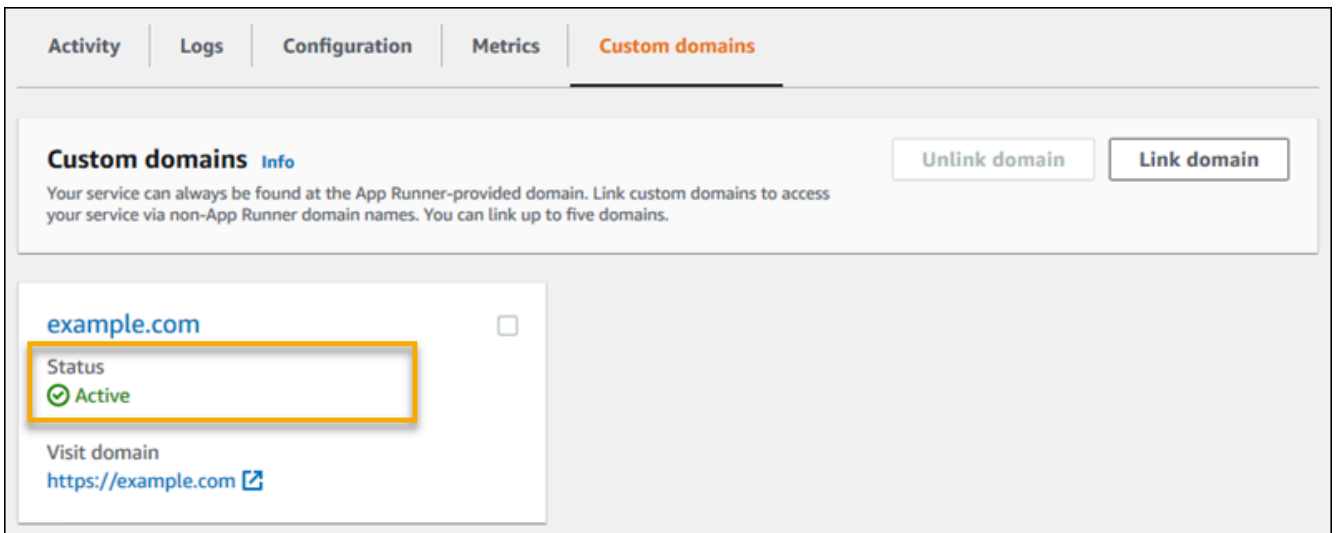 Activity
Logs
Configuration
Metrics
Custom domains
Custom domains Info
Unlink domain
Link domain
Your service can always be found at the App Runner-provided domain. Link custom domains to access
your service via non-App Runner domain names. You can link up to five domains.
example.com
Status
Active
Visit domain
https://example.com